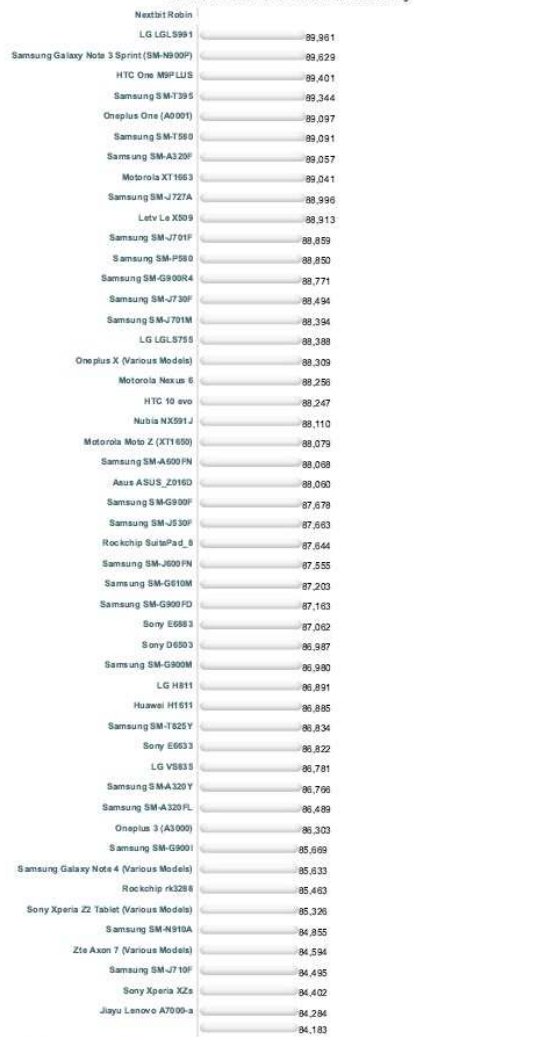 Nextbit Robin
LG LGLS991 89,961
Samsung Galaxy Note 3 Sprint (SM-N900P) 89,629
HTC One M9PLUS 89,401
Samsung SM-T395 89,344
Oneplus One (A0001) 89,097
Samsung SM-T580 89,091
Samsung SM-A320F 89,057
Motorola XT1663 89,041
Samsung SM-J727A 88,996
Letv Le X509 88,913
Samsung SM-J701F 88,859
Samsung SM-P580 88,850
Samsung SM-G900R4 88,771
Samsung SM-J730F 88,494
Samsung SM-J701M 88,394
LG LGLS755 88,388
Oneplus X (Various Models) 88,309
Motorola Nexus 6 88,256
HTC 10 evo 88,247
Nubia NX591J 88,110
Motorola Moto Z (XT1650) 88,079
Samsung SM-A600FN 88,068
Asus ASUS_Z016D 88,060
Samsung SM-G900F 87,678
Samsung SM-J530F 87,663
Rockchip SuitePad_8 87,644
Samsung SM-J600FN 87,555
Samsung SM-G610M 87,203
Samsung SM-G900FD 87,163
Sony E6883 87,062
Sony D6503 86,987
Samsung SM-G900M 86,980
LG H811 86,891
Huawei H1611 86,885
Samsung SM-T825Y 86,834
Sony E6633 86,822
LG VS835 86,781
Samsung SM-A320Y 86,766
Samsung SM-A320FL 86,489
Oneplus 3 (A3000) 86,303
Samsung SM-G900I 85,669
Samsung Galaxy Note 4 (Various Models) 85,633
Rockchip rk3288 85,463
Sony Xperia Z2 Tablet (Various Models) 85,326
Samsung SM-N910A 84,855
Zte Axon 7 (Various Models) 84,594
Samsung SM-J710F 84,495
Sony Xperia XZs 84,402
Jiayu Lenovo A7000-a 84,284
84,183